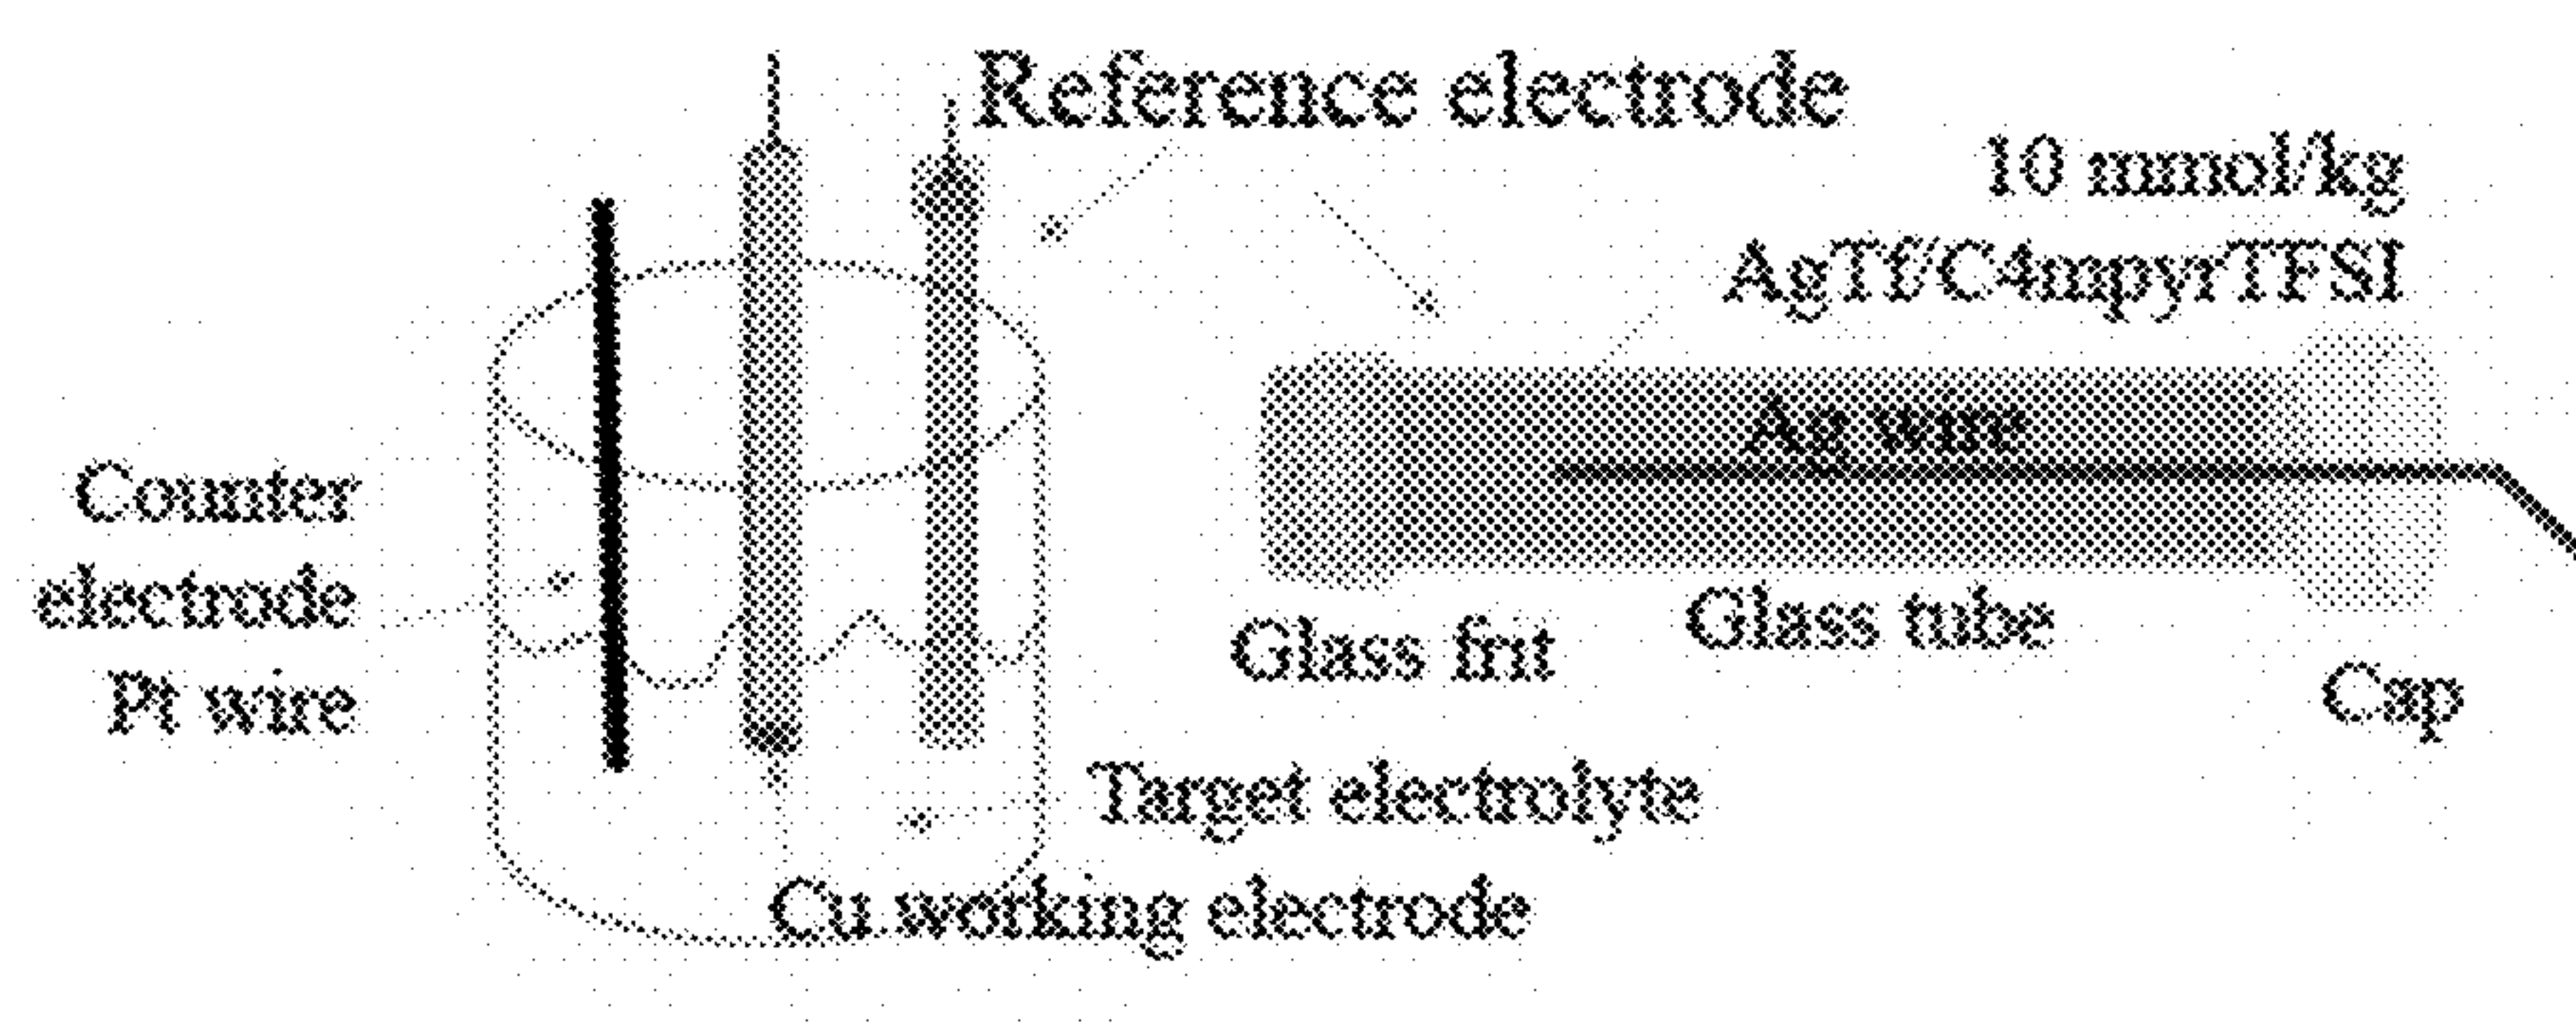 Reference electrode
10 mmol/kg
AgTf/C4mpyrTFSI
Ag wire
Counter
electrode
Pt wire
Glass frit
Glass tube
Cap
Target electrolyte
Cu working electrode